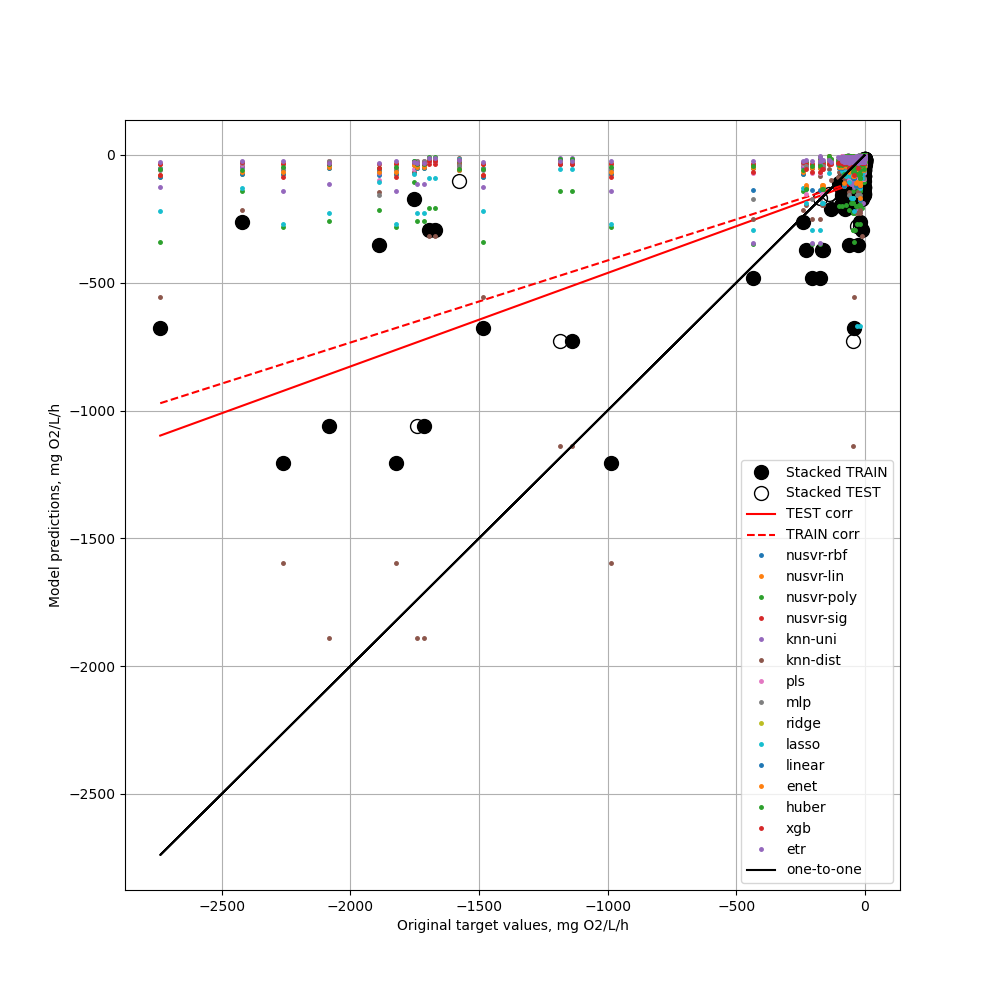 0
−500
−1000
−1500
−2000
−2500
Model predictions, mg O2/L/h
−2500 −2000 −1500 −1000 −500 0
Original target values, mg O2/L/h
Stacked TRAIN
Stacked TEST
TEST corr
TRAIN corr
nusvr-rbf
nusvr-lin
nusvr-poly
nusvr-sig
knn-uni
knn-dist
pls
mlp
ridge
lasso
linear
enet
huber
xgb
etr
one-to-one